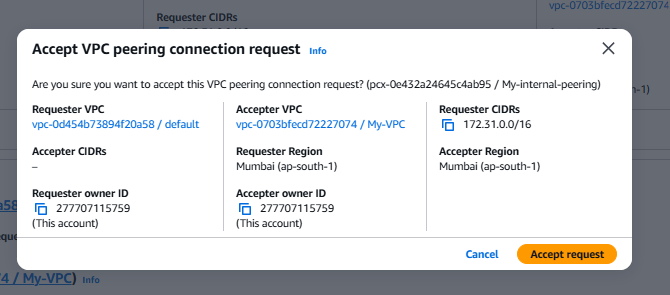 Requester CIDRs
vpc-0703bfecd72227074
Accept VPC peering connection request Info
Are you sure you want to accept this VPC peering connection request? (pcx-0e432a24645c4ab95 / My-internal-peering)
Requester VPC
vpc-0d454b73894f20a58 / default
Accepter VPC
vpc-0703bfecd72227074 / My-VPC
Requester CIDRs
172.31.0.0/16
Accepter CIDRs
–
Requester Region
Mumbai (ap-south-1)
Accepter Region
Mumbai (ap-south-1)
Requester owner ID
277707115759
(This account)
Accepter owner ID
277707115759
(This account)
Cancel
Accept request
74 / My-VPC) Info